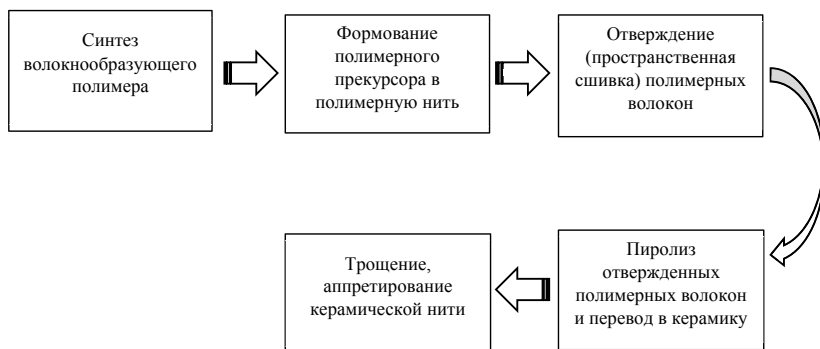 Синтез
волокнообразующего
полимера
Формование
полимерного
прекурсора в
полимерную нить
Отверждение
(пространственная
сшивка) полимерных
волокон
Пиролиз
отвержденных
полимерных волокон
и перевод в керамику
Трощение,
аппретирование
керамической нити